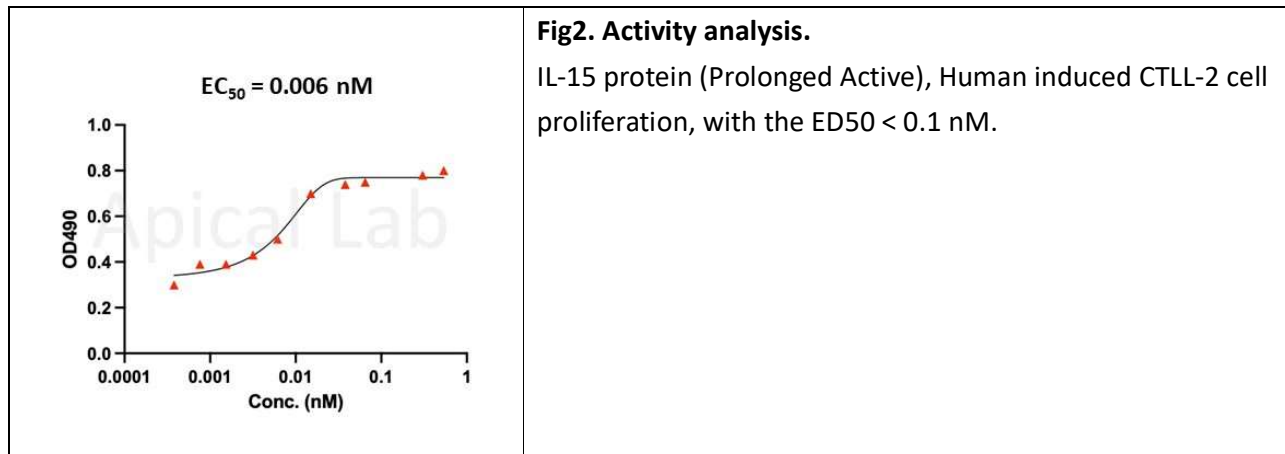 EC50 = 0.006 nM
1.0
0.8
0.6
0.4
0.2
0.0
OD490
Apical Lab
0.0001 0.001 0.01 0.1 1
Conc. (nM)
Fig2. Activity analysis.
IL-15 protein (Prolonged Active), Human induced CTLL-2 cell
proliferation, with the ED50 < 0.1 nM.